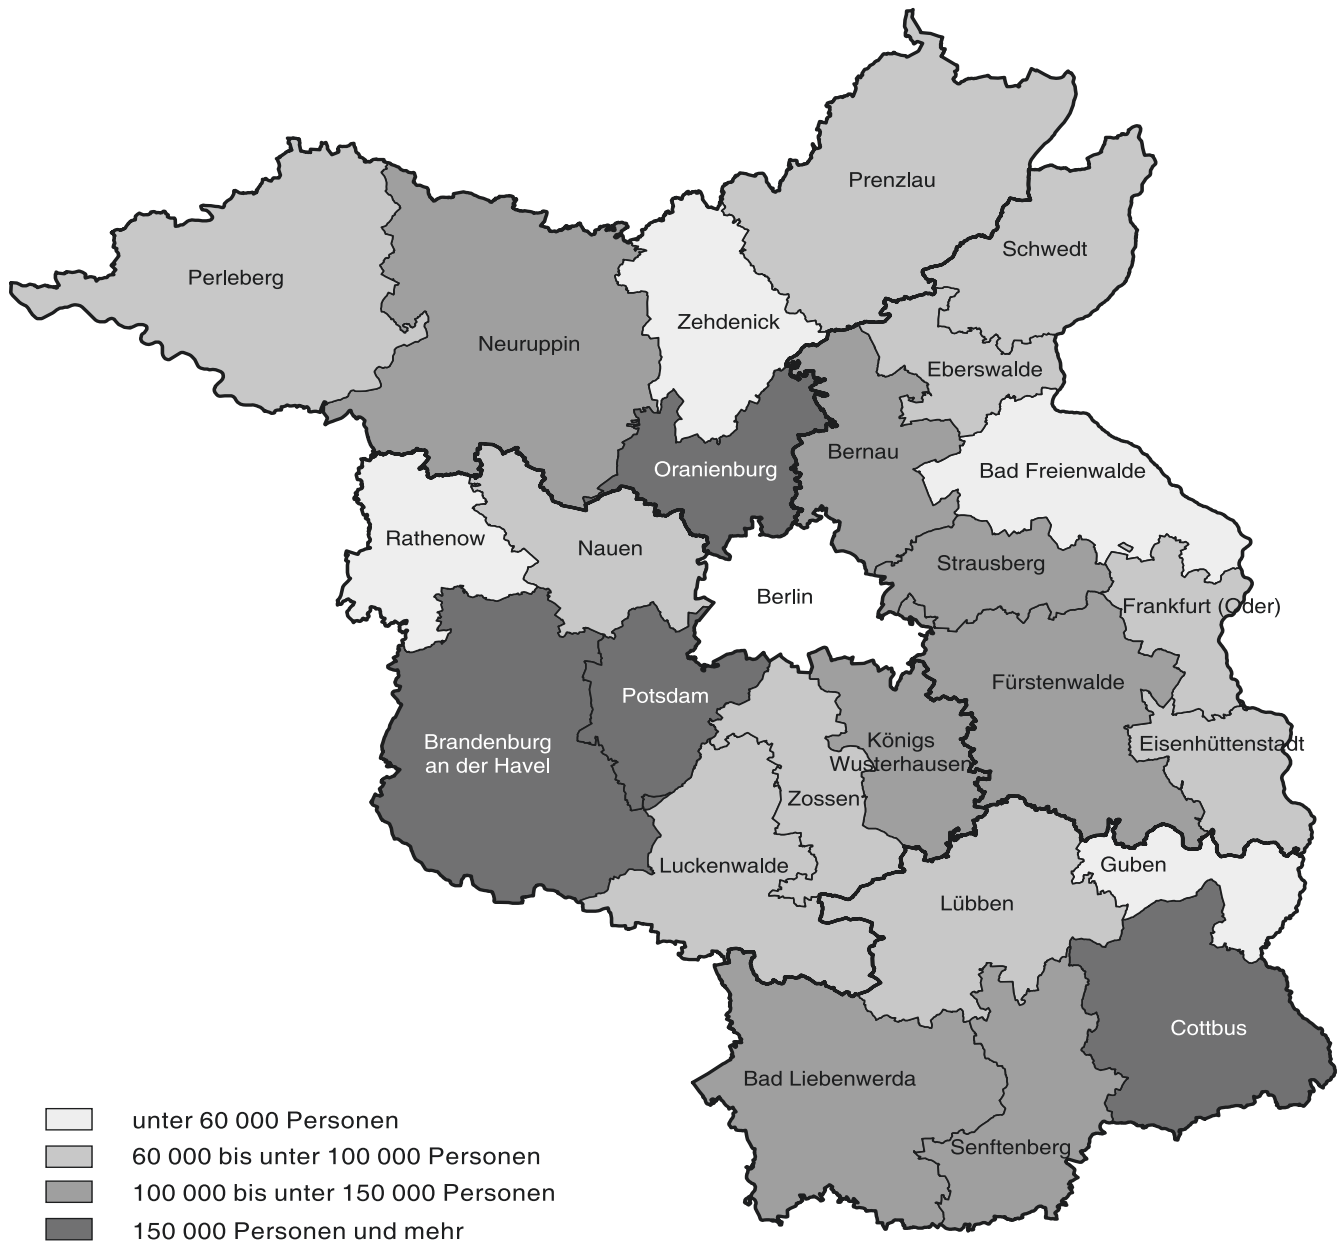 Prenzlau
Schwedt
Perleberg
Zehdenick
Neuruppin
Eberswalde
Bernau
Oranienburg
Bad Freienwalde
Rathenow
Nauen
Strausberg
Berlin
Frankfurt (Oder)
Fürstenwalde
Potsdam
Brandenburg
an der Havel
Königs
Wusterhausen
Eisenhüttenstadt
Zossen
Luckenwalde
Guben
Lübben
Cottbus
Bad Liebenwerda
Senftenberg
unter 60 000 Personen
60 000 bis unter 100 000 Personen
100 000 bis unter 150 000 Personen
150 000 Personen und mehr